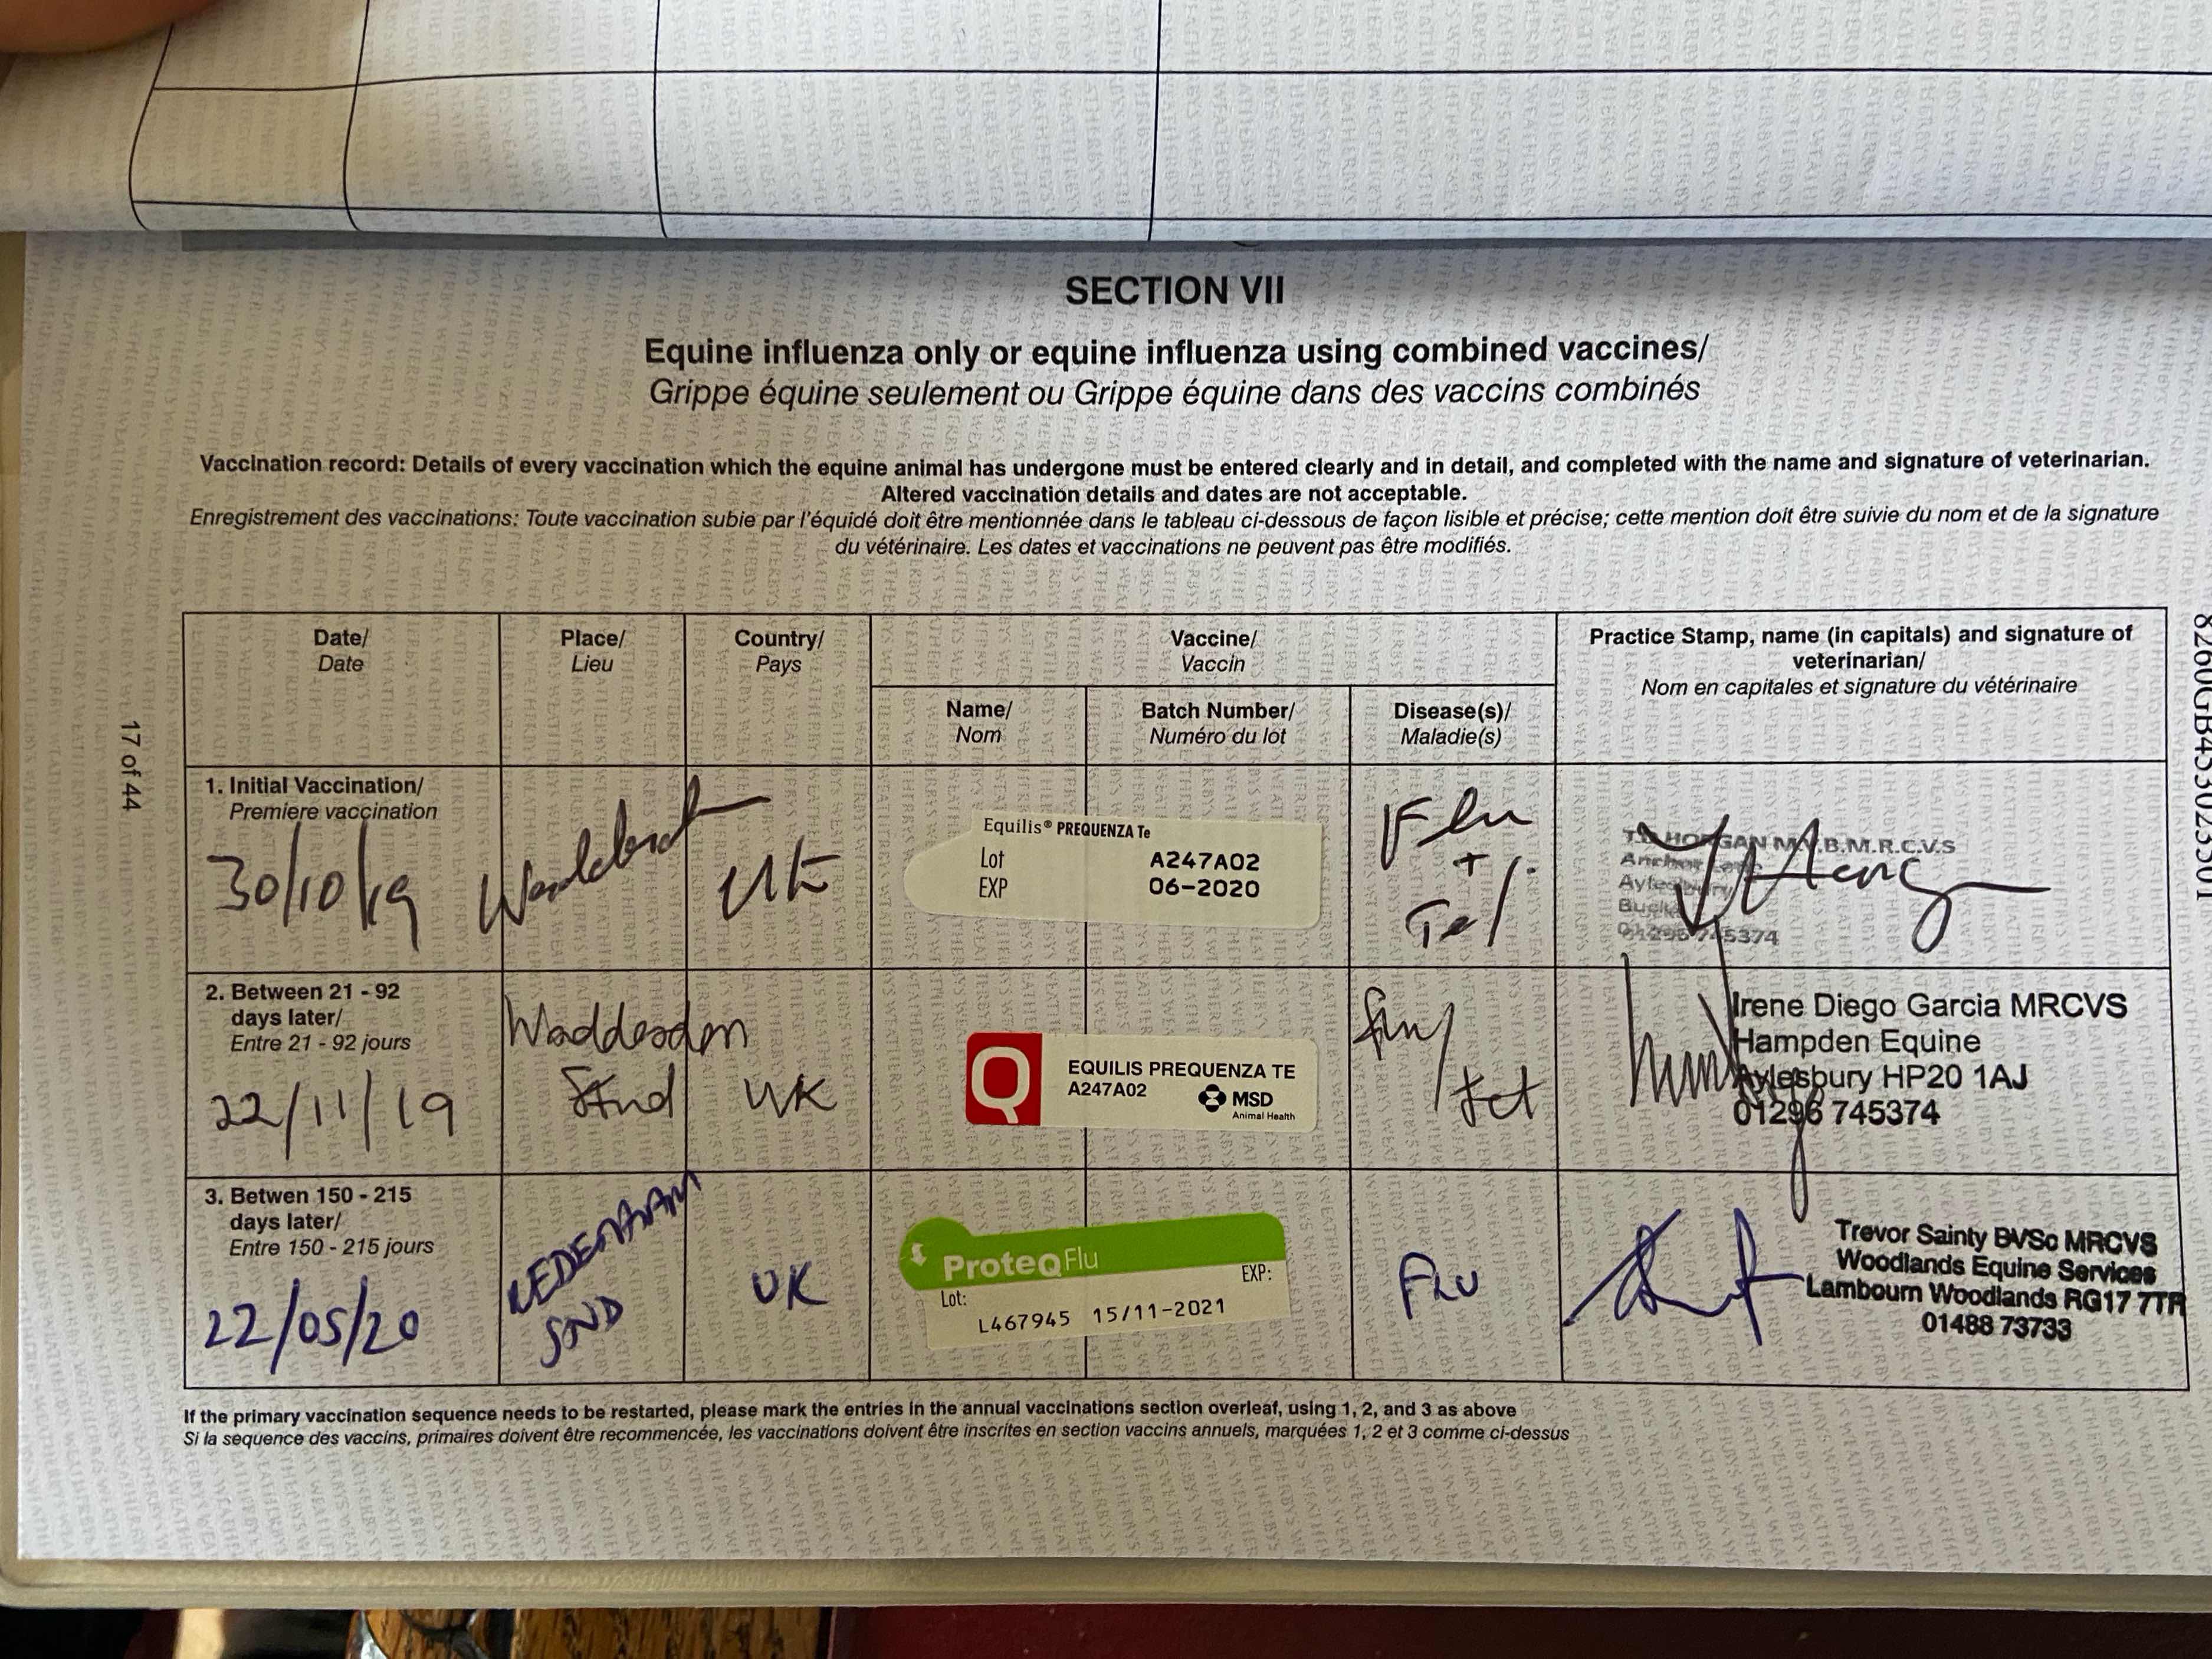 SECTION VII
Equine influenza only or equine influenza using combined vaccines/
Grippe équine seulement ou Grippe équine dans des vaccins combinés
Vaccination record: Details of every vaccination which the equine animal has undergone must be entered clearly and in detail, and completed with the name and signature of veterinarian.
Altered vaccination details and dates are not acceptable.
Enregistrement des vaccinations: Toute vaccination subie par l'équidé doit être mentionnée dans le tableau ci-dessous de façon lisible et précise; cette mention doit être suivie du nom et de la signature
du vétérinaire. Les dates et vaccinations ne peuvent pas être modifiés.
Date/
Date
Place/
Lieu
Country/
Pays
Vaccine/
Vaccin
Practice Stamp, name (in capitals) and signature of
veterinarian/
Nom en capitales et signature du vétérinaire
Name/
Nom
Batch Number/
Numéro du lot
Disease(s)/
Maladie(s)
1. Initial Vaccination/
Premiere vaccination
30/10/19
UK
Equilis® PREQUENZA Te
Lot A247A02
EXP 06-2020
Flu
+
Te/.
HORGAN M.V.B.M.R.C.V.S
Aylesbury
01296 745374
2. Between 21 - 92
days later/
Entre 21 - 92 jours
22/11/19
Waddesdon
Stud
UK
Q
EQUILIS PREQUENZA TE
A247A02
MSD
Animal Health
flu/
tet
Irene Diego Garcia MRCVS
Hampden Equine
Aylesbury HP20 1AJ
01296 745374
3. Betwen 150 - 215
days later/
Entre 150 - 215 jours
22/05/20
UK
ProteqFlu
Lot:
EXP:
L467945 15/11-2021
FLU
Trevor Sainty BVSc MRCVS
Woodlands Equine Services
Lambourn Woodlands RG17 7TR
01488 73733
If the primary vaccination sequence needs to be restarted, please mark the entries in the annual vaccinations section overleaf, using 1, 2, and 3 as above
Si la sequence des vaccins, primaires doivent être recommencée, les vaccinations doivent être inscrites en section vaccins annuels, marquées 1, 2 et 3 comme ci-dessus
17 of 44